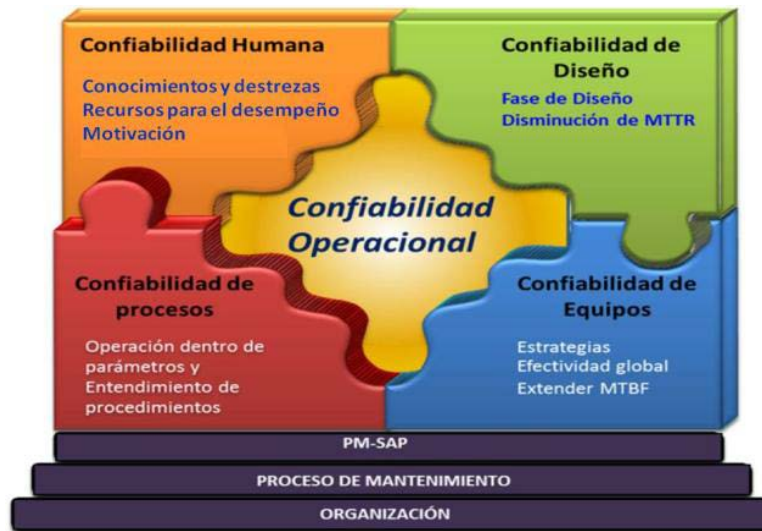 Confiabilidad Humana
Conocimientos y destrezas
Recursos para el desempeño
Motivación
Confiabilidad de
Diseño
Fase de Diseño
Disminución de MTTR
Confiabilidad
Operacional
Confiabilidad de
procesos
Operación dentro de
parámetros y
Entendimiento de
procedimientos
Confiabilidad de
Equipos
Estrategias
Efectividad global
Extender MTBF
PM-SAP
PROCESO DE MANTENIMIENTO
ORGANIZACIÓN